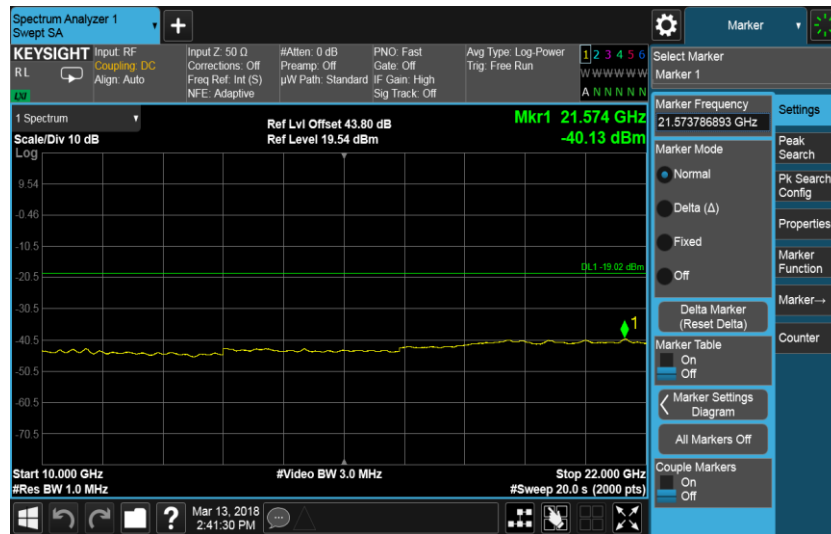 Spectrum Analyzer 1
Swept SA
Marker
KEYSIGHT
RL
Input: RF
Coupling: DC
Align: Auto
Input Z: 50 Ω
Corrections: Off
Freq Ref: Int (S)
NFE: Adaptive
#Atten: 0 dB
Preamp: Off
µW Path: Standard
PNO: Fast
Gate: Off
IF Gain: High
Sig Track: Off
Avg Type: Log-Power
Trig: Free Run
1 2 3 4 5 6
W W W W W W
A N N N N N
Select Marker
Marker 1
1 Spectrum
Scale/Div 10 dB
Log
Ref Lvl Offset 43.80 dB
Ref Level 19.54 dBm
Mkr1 21.574 GHz
-40.13 dBm
9.54
-0.46
-10.5
-20.5
-30.5
-40.5
-50.5
-60.5
-70.5
DL1 -19.02 dBm
1
Start 10.000 GHz
#Res BW 1.0 MHz
#Video BW 3.0 MHz
Stop 22.000 GHz
#Sweep 20.0 s (2000 pts)
Marker Frequency
21.573786893 GHz
Marker Mode
Normal
Delta (Δ)
Fixed
Off
Delta Marker
(Reset Delta)
Marker Table
On
Off
Marker Settings
Diagram
All Markers Off
Couple Markers
On
Off
Settings
Peak
Search
Pk Search
Config
Properties
Marker
Function
Marker→
Counter
Mar 13, 2018
2:41:30 PM